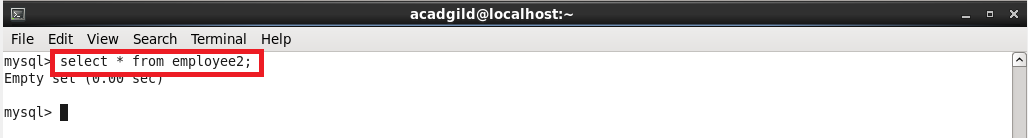 acadgild@localhost:~
File Edit View Search Terminal Help
mysql> select * from employee2;
Empty set (0.00 sec)
mysql>